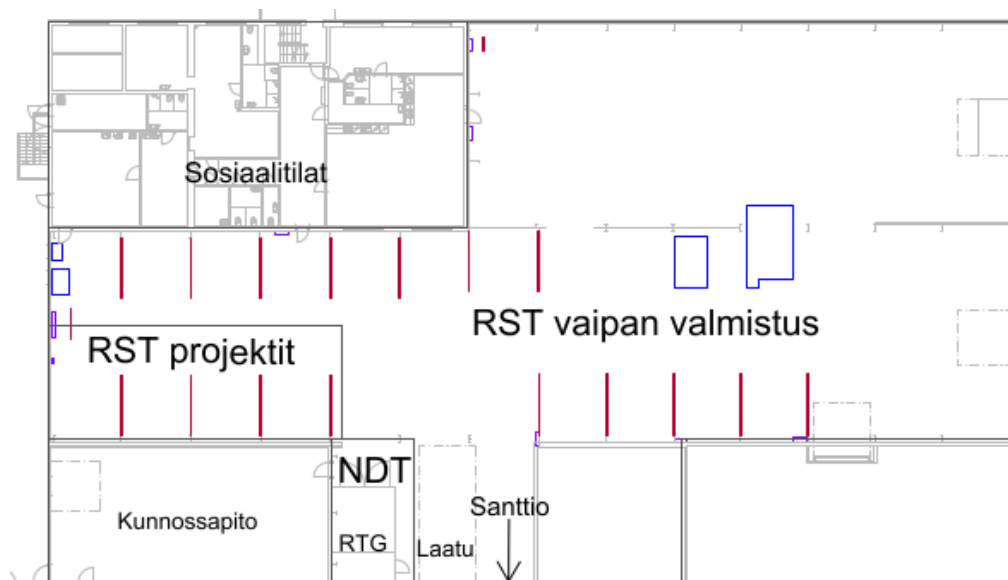 Sosiaalitilat
RST vaipan valmistus
RST projektit
NDT
Kunnossapito
Santtio
RTG
Laatu